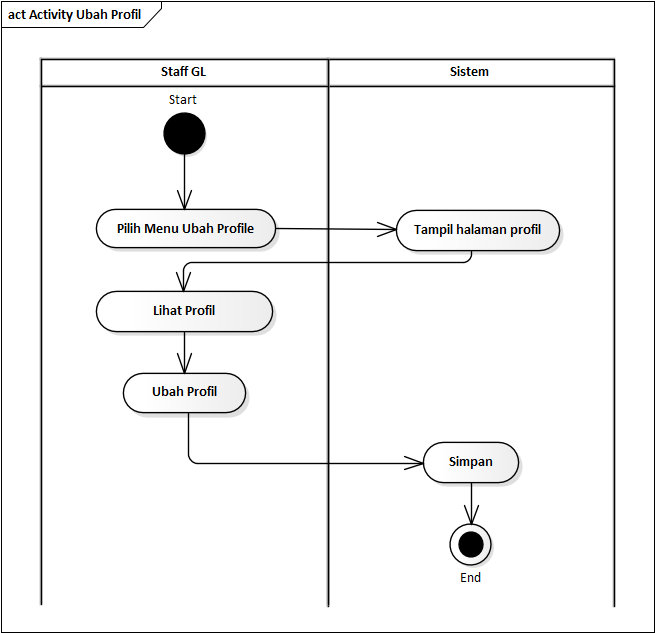 act Activity Ubah Profil
Staff GL
Sistem
Start
Pilih Menu Ubah Profile
Tampil halaman profil
Lihat Profil
Ubah Profil
Simpan
End